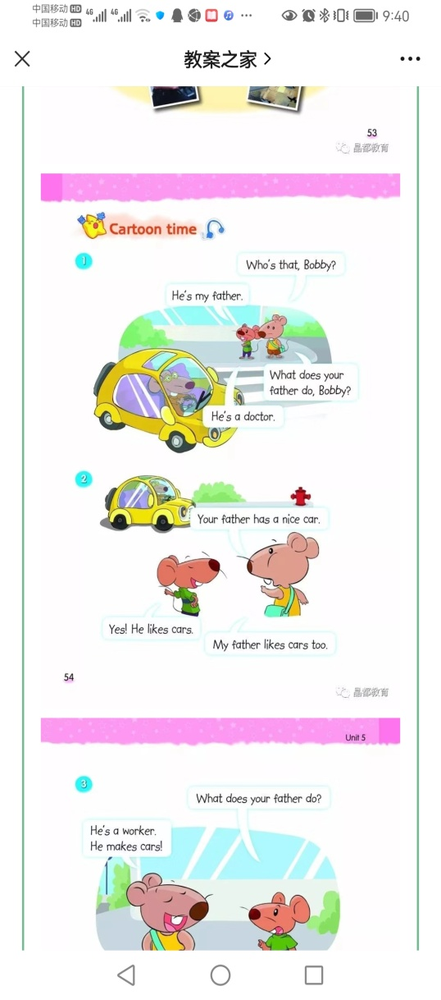 中国移动 HD 4G 4G
中国移动 HD
9:40
教案之家
53
晶都教育
Cartoon time
1
Who's that, Bobby?
He's my father.
What does your
father do, Bobby?
He's a doctor.
2
Your father has a nice car.
Yes! He likes cars.
My father likes cars too.
54
晶都教育
Unit 5
3
What does your father do?
He's a worker.
He makes cars!